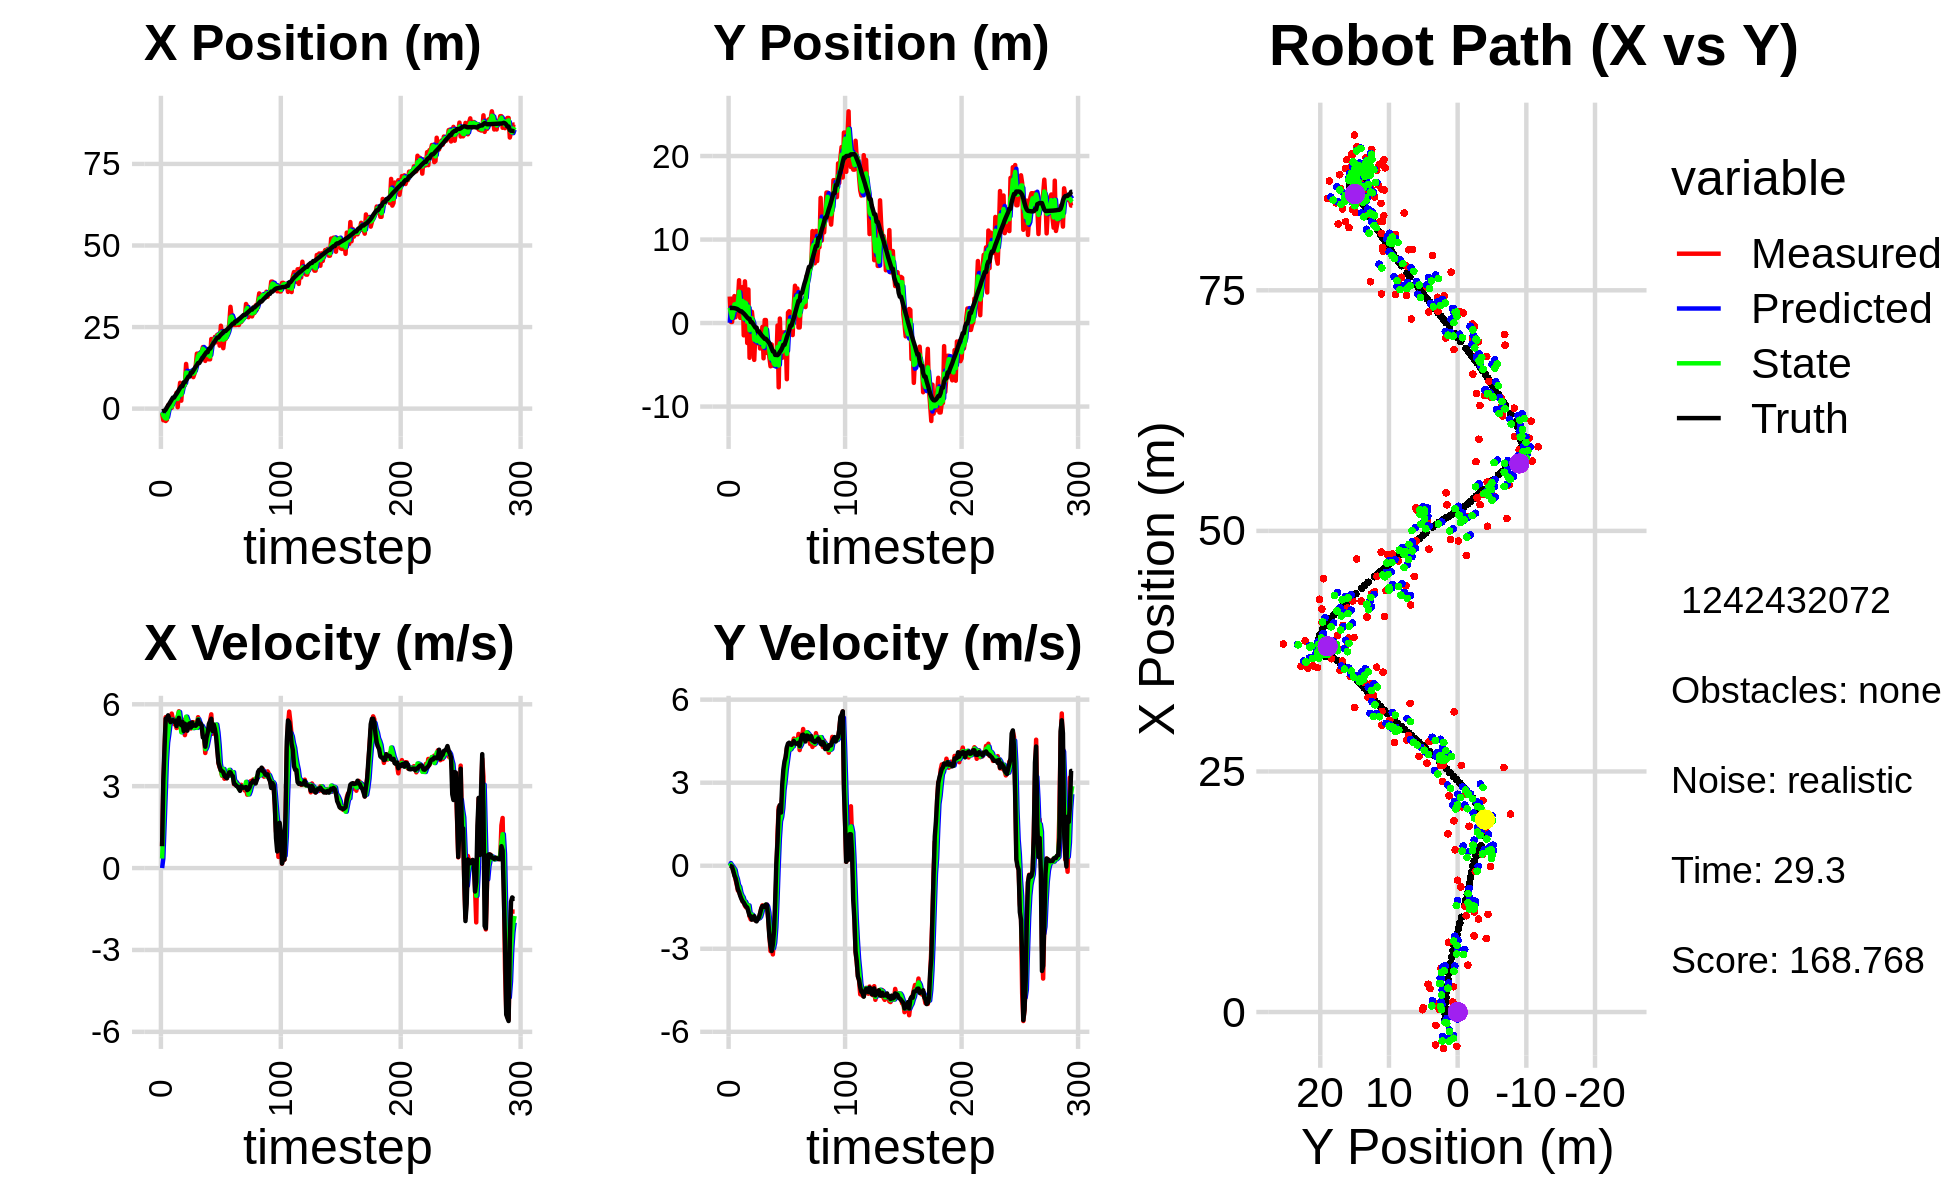 X Position (m)
75
50
25
0
0
100
200
300
timestep
Y Position (m)
20
10
0
-10
0
100
200
300
timestep
X Velocity (m/s)
6
3
0
-3
-6
0
100
200
300
timestep
Y Velocity (m/s)
6
3
0
-3
-6
0
100
200
300
timestep
Robot Path (X vs Y)
X Position (m)
75
50
25
0
20 10 0 -10 -20
Y Position (m)
variable
Measured
Predicted
State
Truth
1242432072
Obstacles: none
Noise: realistic
Time: 29.3
Score: 168.768